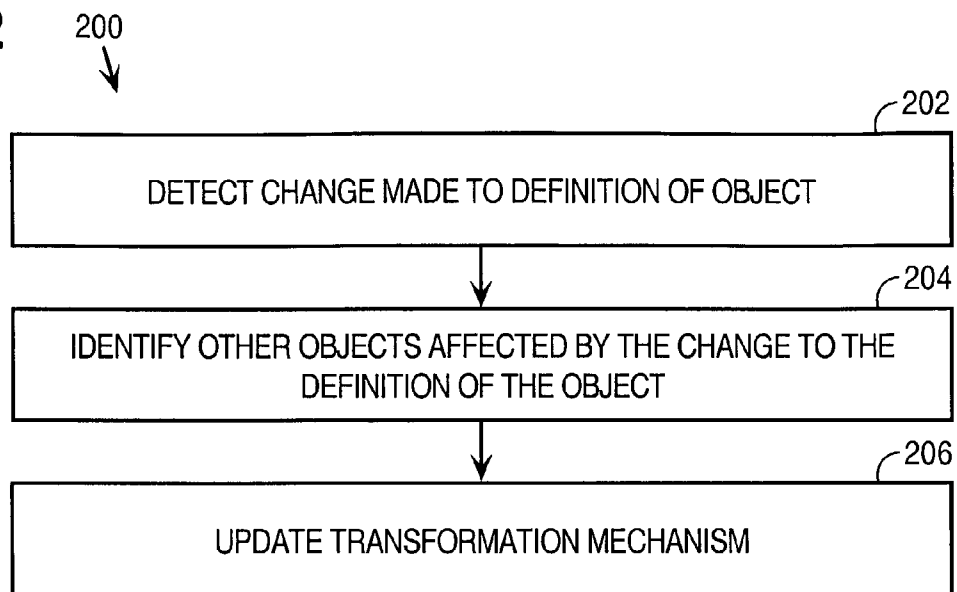 2
200
202
DETECT CHANGE MADE TO DEFINITION OF OBJECT
204
IDENTIFY OTHER OBJECTS AFFECTED BY THE CHANGE TO THE
DEFINITION OF THE OBJECT
206
UPDATE TRANSFORMATION MECHANISM